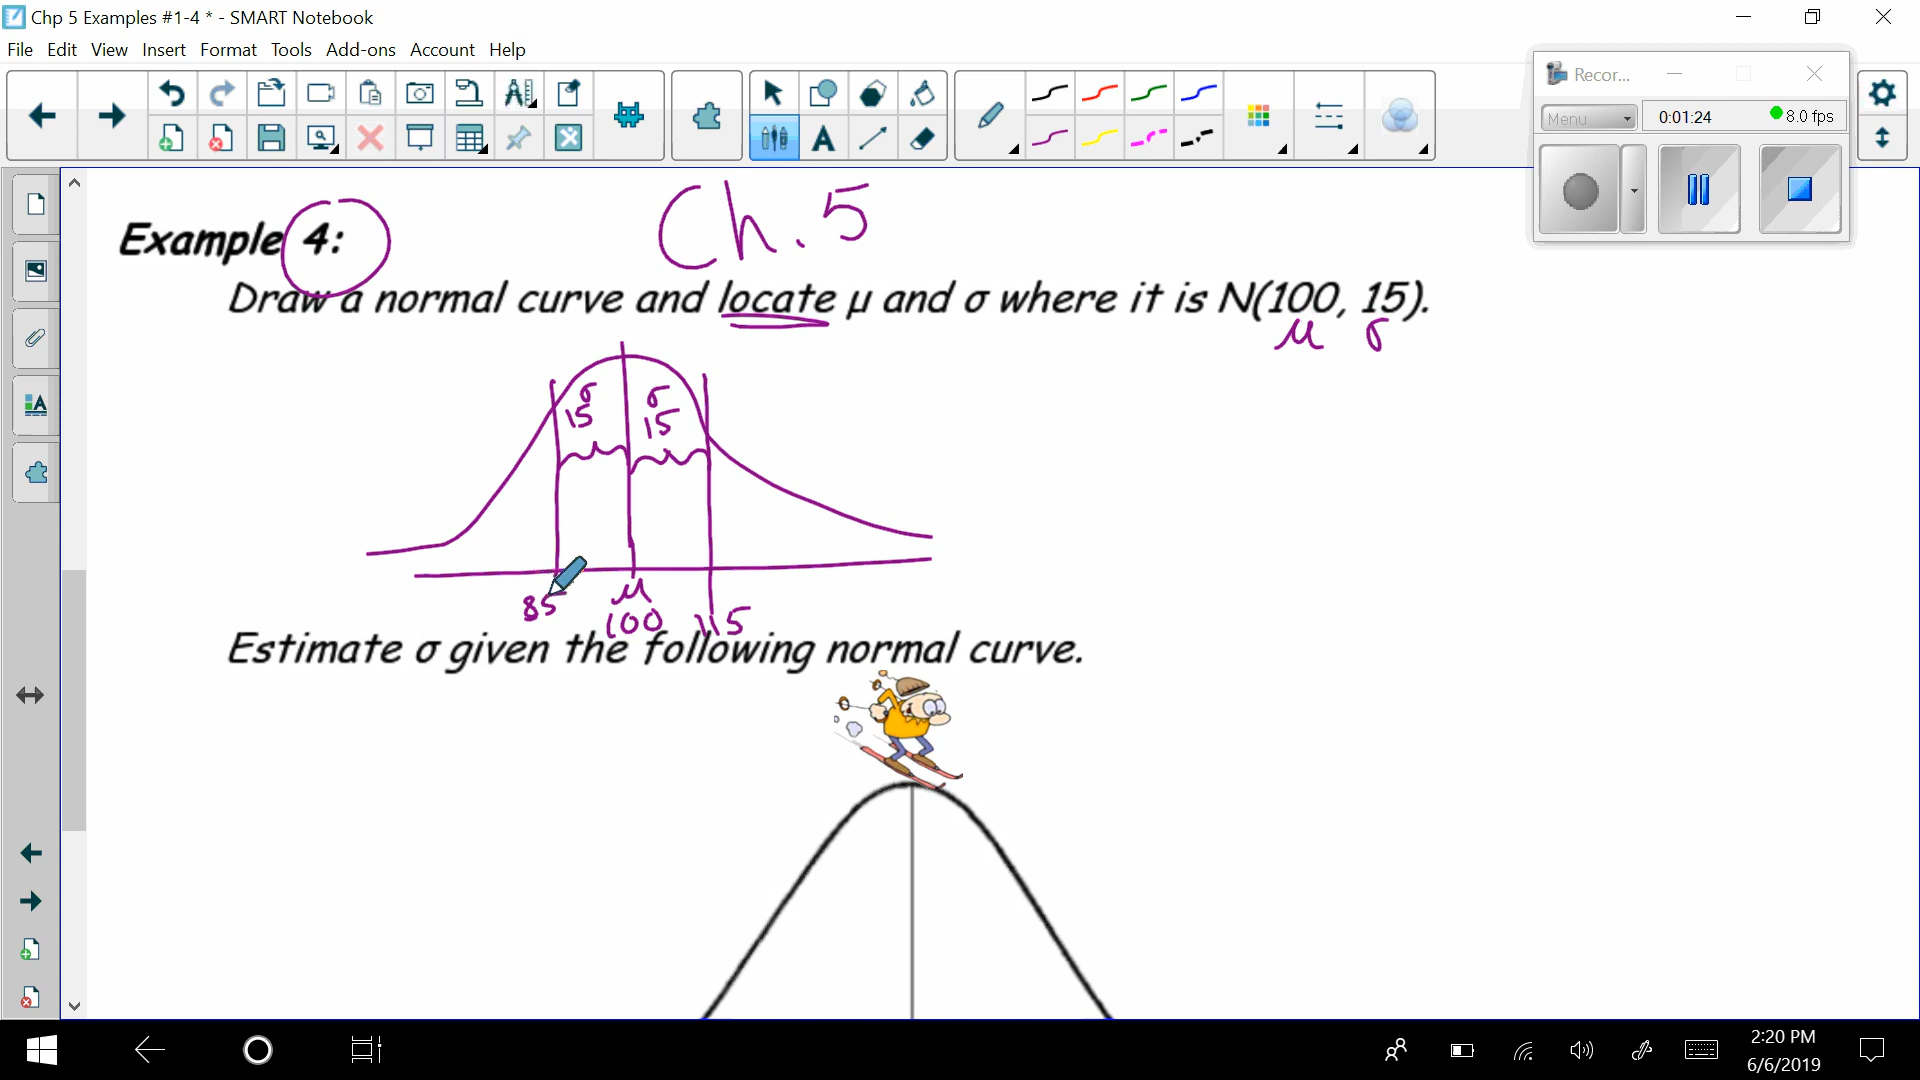 Chp 5 Examples #1-4 * - SMART Notebook
File Edit View Insert Format Tools Add-ons Account Help
Recor...
Menu 0:01:24 8.0 fps
Ch. 5
Example 4:
Draw a normal curve and locate μ and σ where it is N(100, 15).
μ σ
σ σ
15 15
85 μ
100 115
Estimate σ given the following normal curve.
2:20 PM
6/6/2019